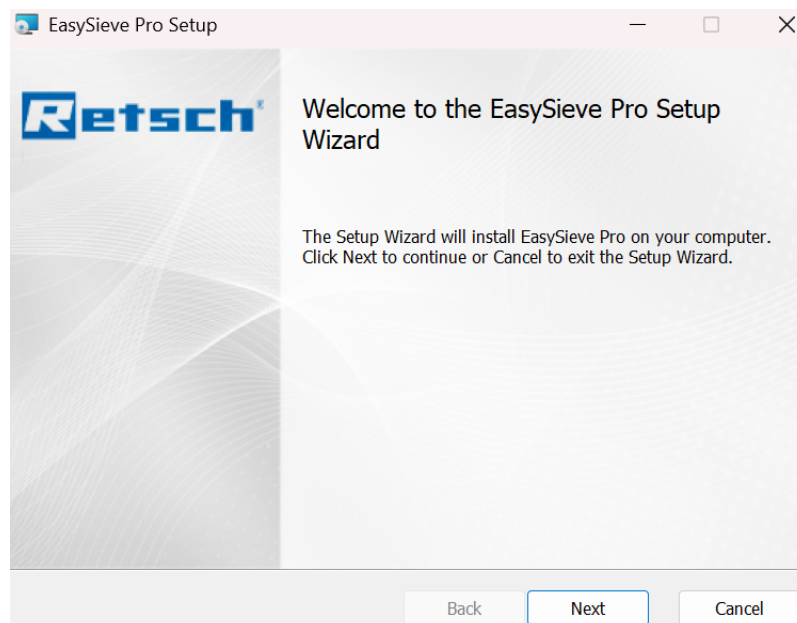 EasySieve Pro Setup
Retsch®
Welcome to the EasySieve Pro Setup
Wizard
The Setup Wizard will install EasySieve Pro on your computer.
Click Next to continue or Cancel to exit the Setup Wizard.
Back Next Cancel